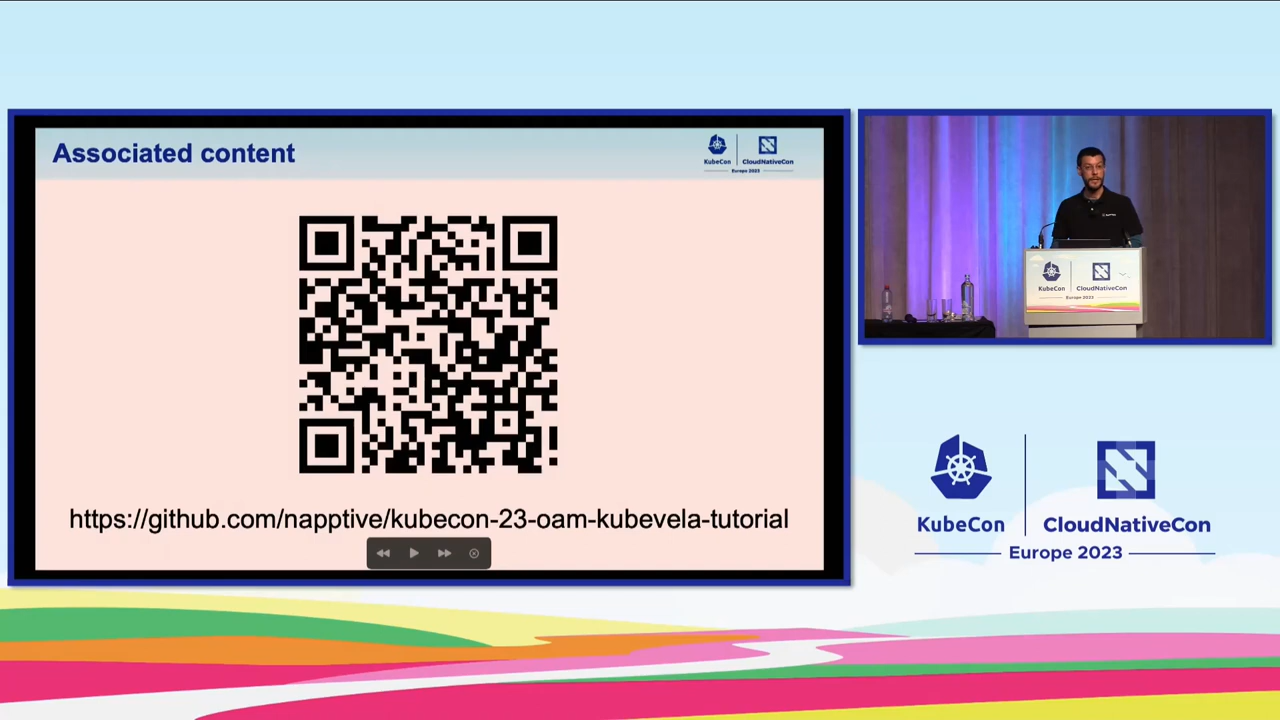 Associated content
KubeCon
CloudNativeCon
Europe 2023
https://github.com/napptive/kubecon-23-oam-kubevela-tutorial
KubeCon
CloudNativeCon
Europe 2023
KubeCon
CloudNativeCon
Europe 2023